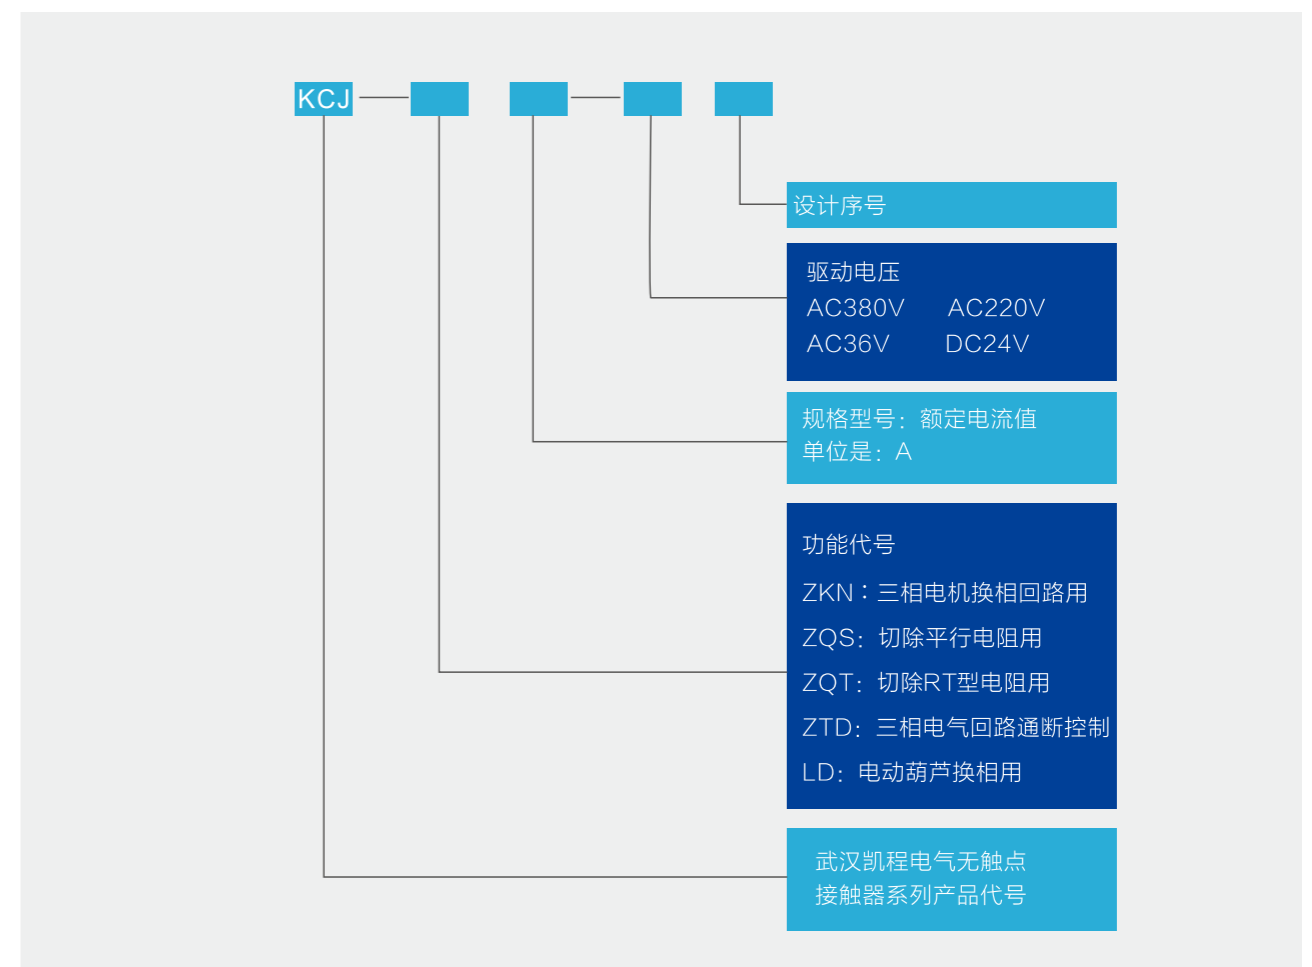 KCJ
设计序号
驱动电压
AC380V AC220V
AC36V DC24V
规格型号：额定电流值
单位是：A
功能代号
ZKN：三相电机换相回路用
ZQS：切除平行电阻用
ZQT：切除RT型电阻用
ZTD：三相电气回路通断控制
LD：电动葫芦换相用
武汉凯程电气无触点
接触器系列产品代号